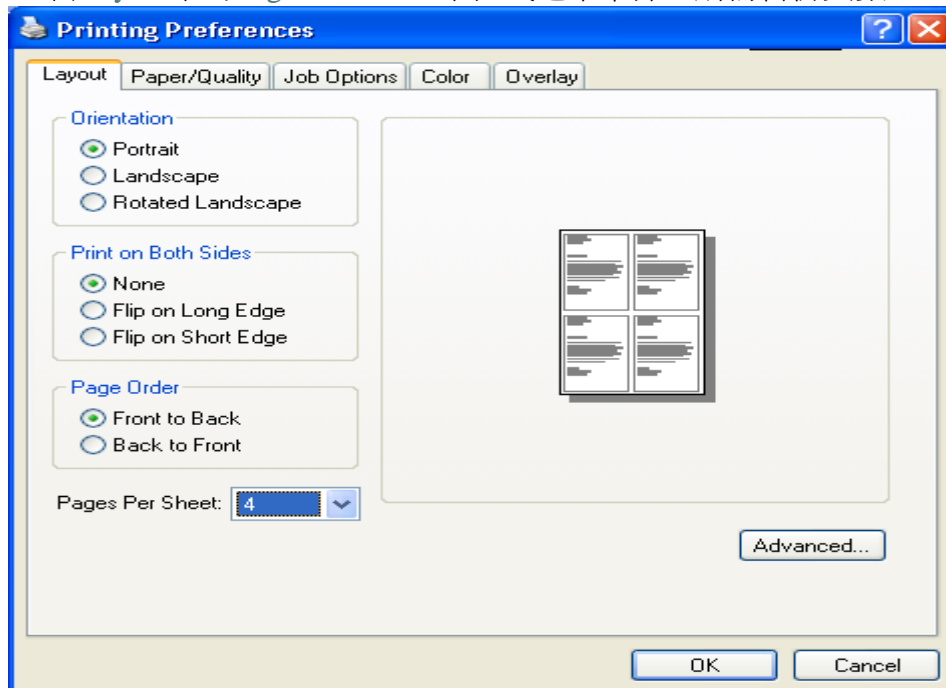 Printing Preferences
Layout Paper/Quality Job Options Color Overlay
Orientation
Portrait
Landscape
Rotated Landscape
Print on Both Sides
None
Flip on Long Edge
Flip on Short Edge
Page Order
Front to Back
Back to Front
Pages Per Sheet: 4
Advanced...
OK Cancel